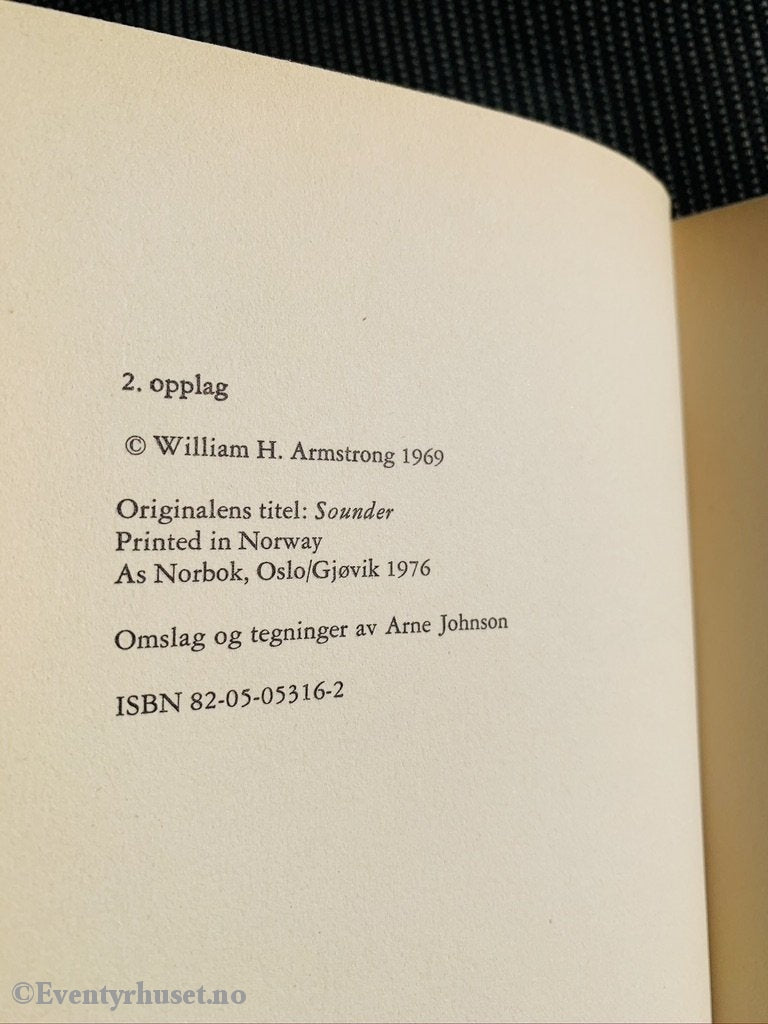 2. opplag
© William H. Armstrong 1969
Originalens titel: Sounder
Printed in Norway
As Norbok, Oslo/Gjøvik 1976
Omslag og tegninger av Arne Johnson
ISBN 82-05-05316-2
©Eventyrhuset.no